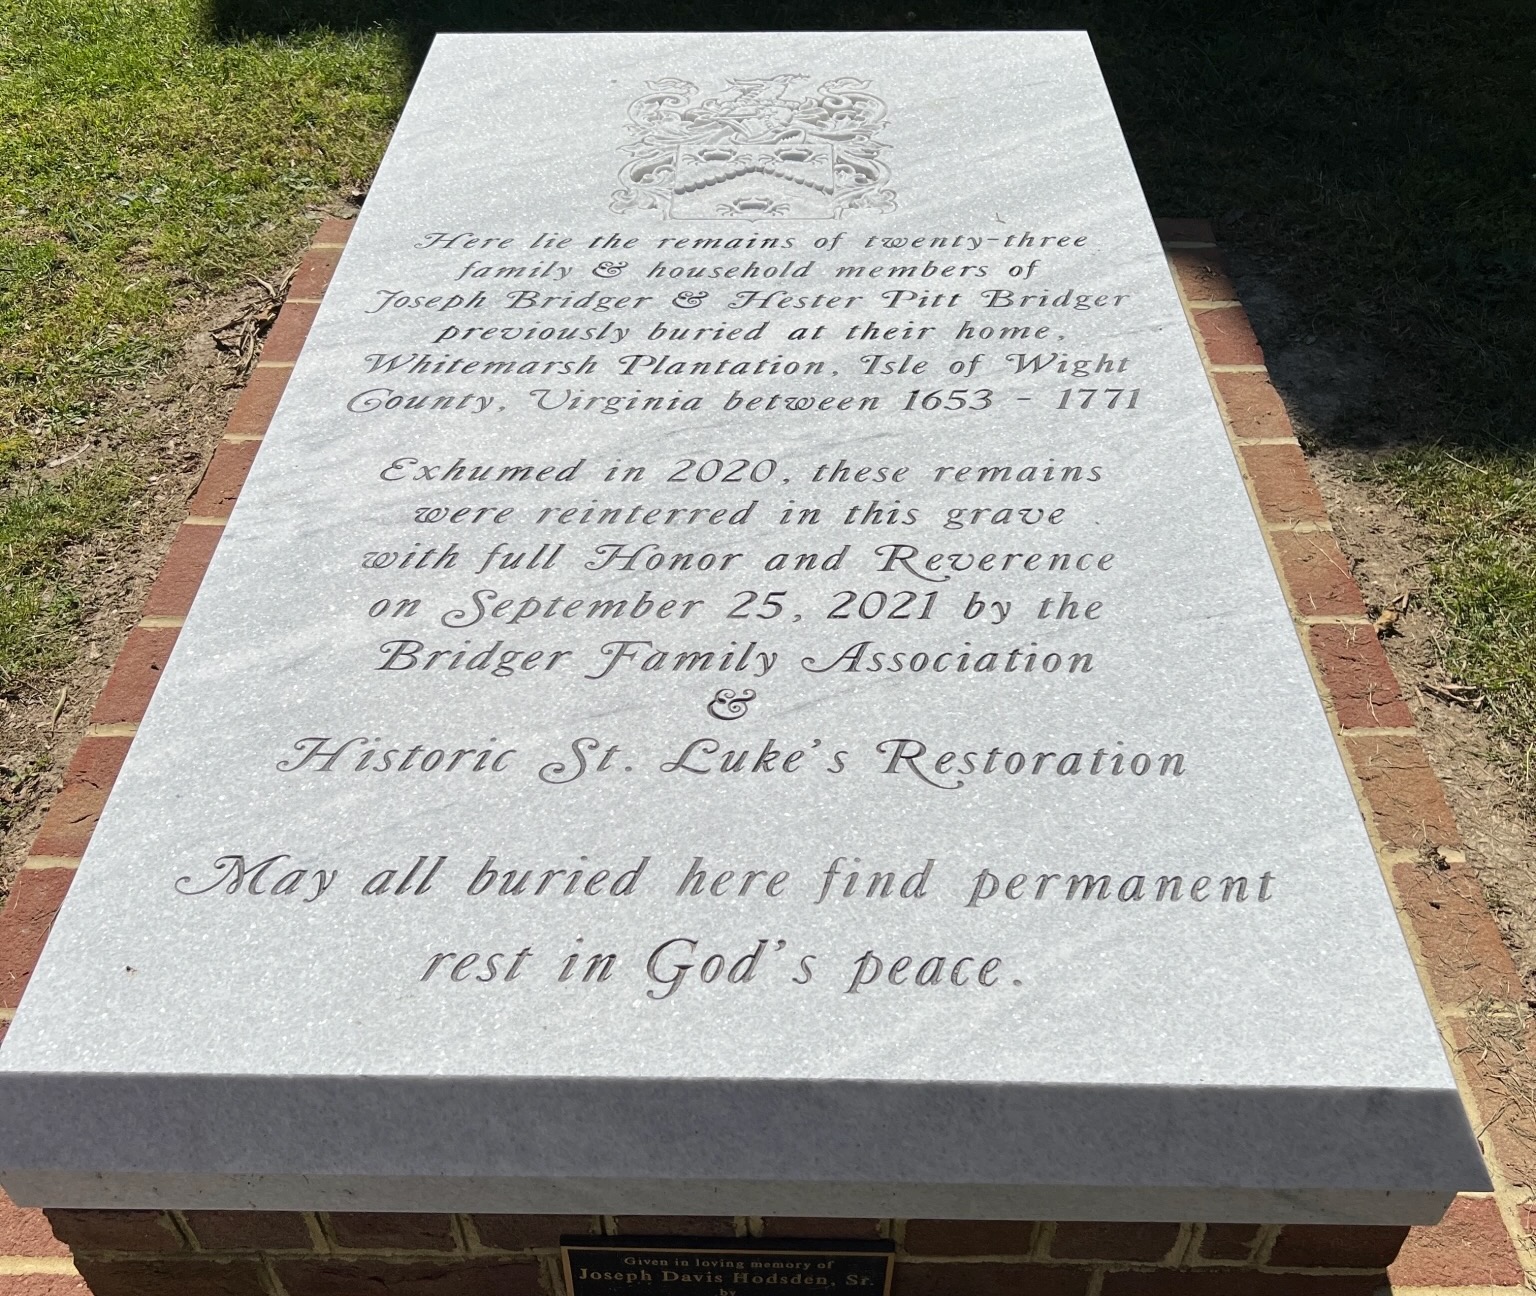 Here lie the remains of twenty-three
family & household members of
Joseph Bridger & Hester Pitt Bridger
previously buried at their home,
Whitemarsh Plantation, Isle of Wight
County, Virginia between 1653 - 1771
Exhumed in 2020, these remains
were reinterred in this grave
with full Honor and Reverence
on September 25, 2021 by the
Bridger Family Association
&
Historic St. Luke's Restoration
May all buried here find permanent
rest in God's peace.
Given in loving memory of
Joseph Davis Hodsden, Sr.
by